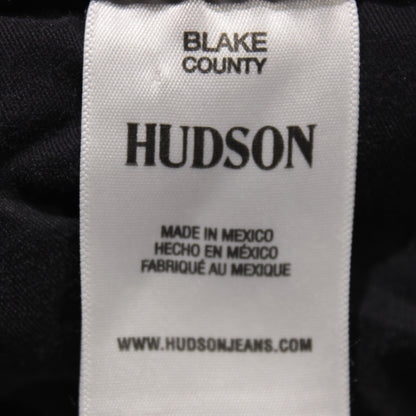 BLAKE
COUNTY
HUDSON
MADE IN MEXICO
HECHO EN MÉXICO
FABRIQUÉ AU MEXIQUE
WWW.HUDSONJEANS.COM